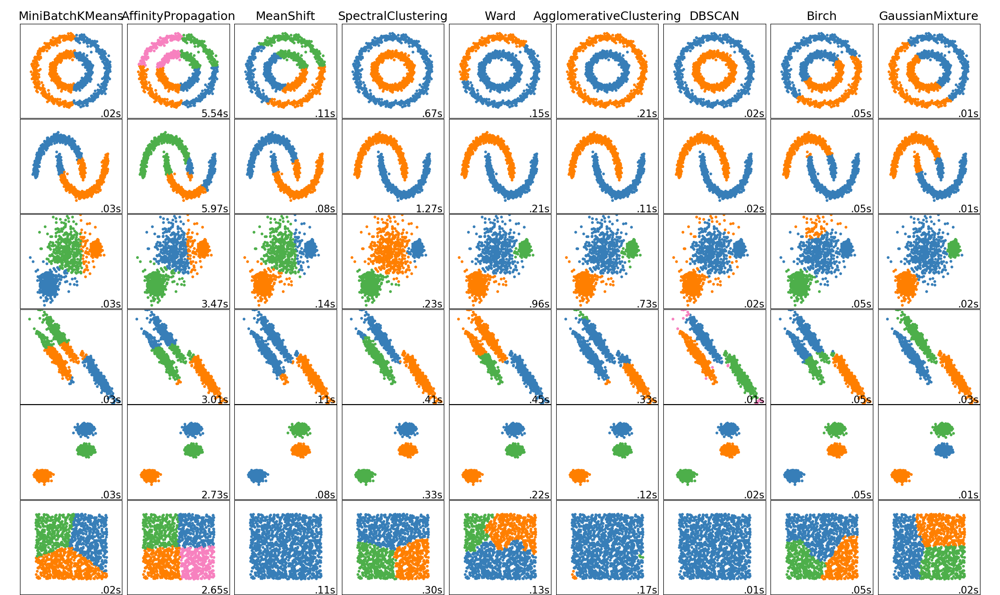 MiniBatchKMeans AffinityPropagation MeanShift SpectralClustering Ward AgglomerativeClustering DBSCAN Birch GaussianMixture
.02s 5.54s .11s .67s .15s .21s .02s .05s .01s
.03s 5.97s .08s 1.27s .21s .11s .02s .05s .01s
.03s 3.47s .14s .23s .96s .73s .02s .05s .02s
.03s 3.01s .11s .41s .45s .33s .01s .05s .03s
.03s 2.73s .08s .33s .22s .12s .02s .05s .01s
.02s 2.65s .11s .30s .13s .17s .01s .05s .02s